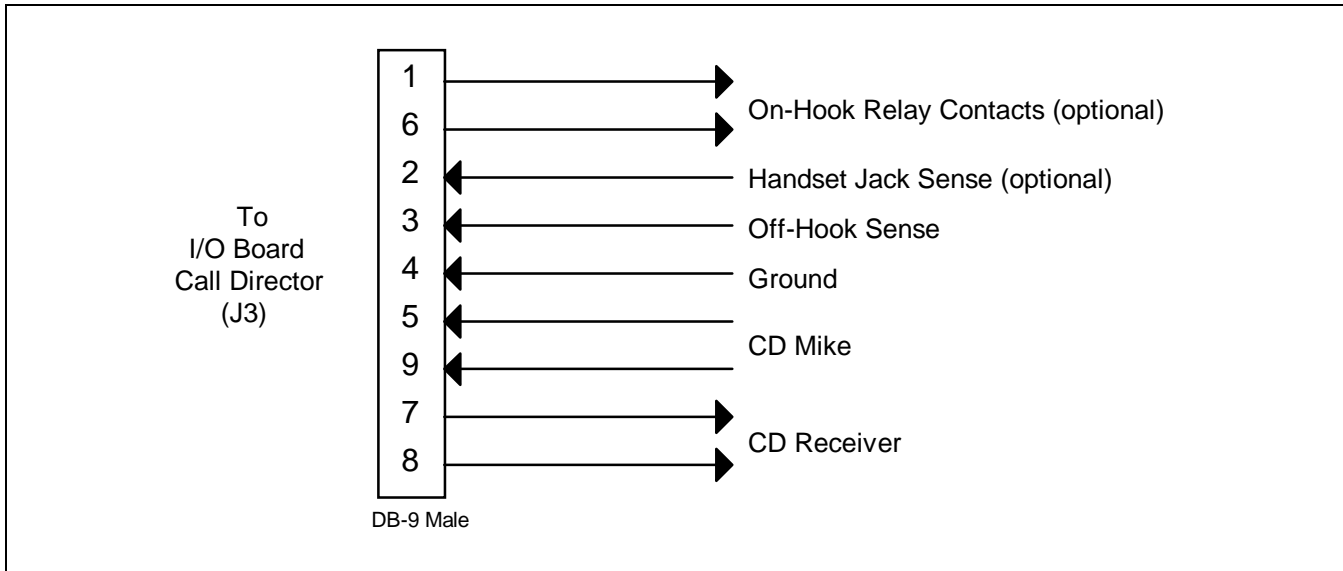 1
6
On-Hook Relay Contacts (optional)
2
Handset Jack Sense (optional)
3
Off-Hook Sense
4
Ground
5
9
CD Mike
7
8
CD Receiver
To
I/O Board
Call Director
(J3)
DB-9 Male